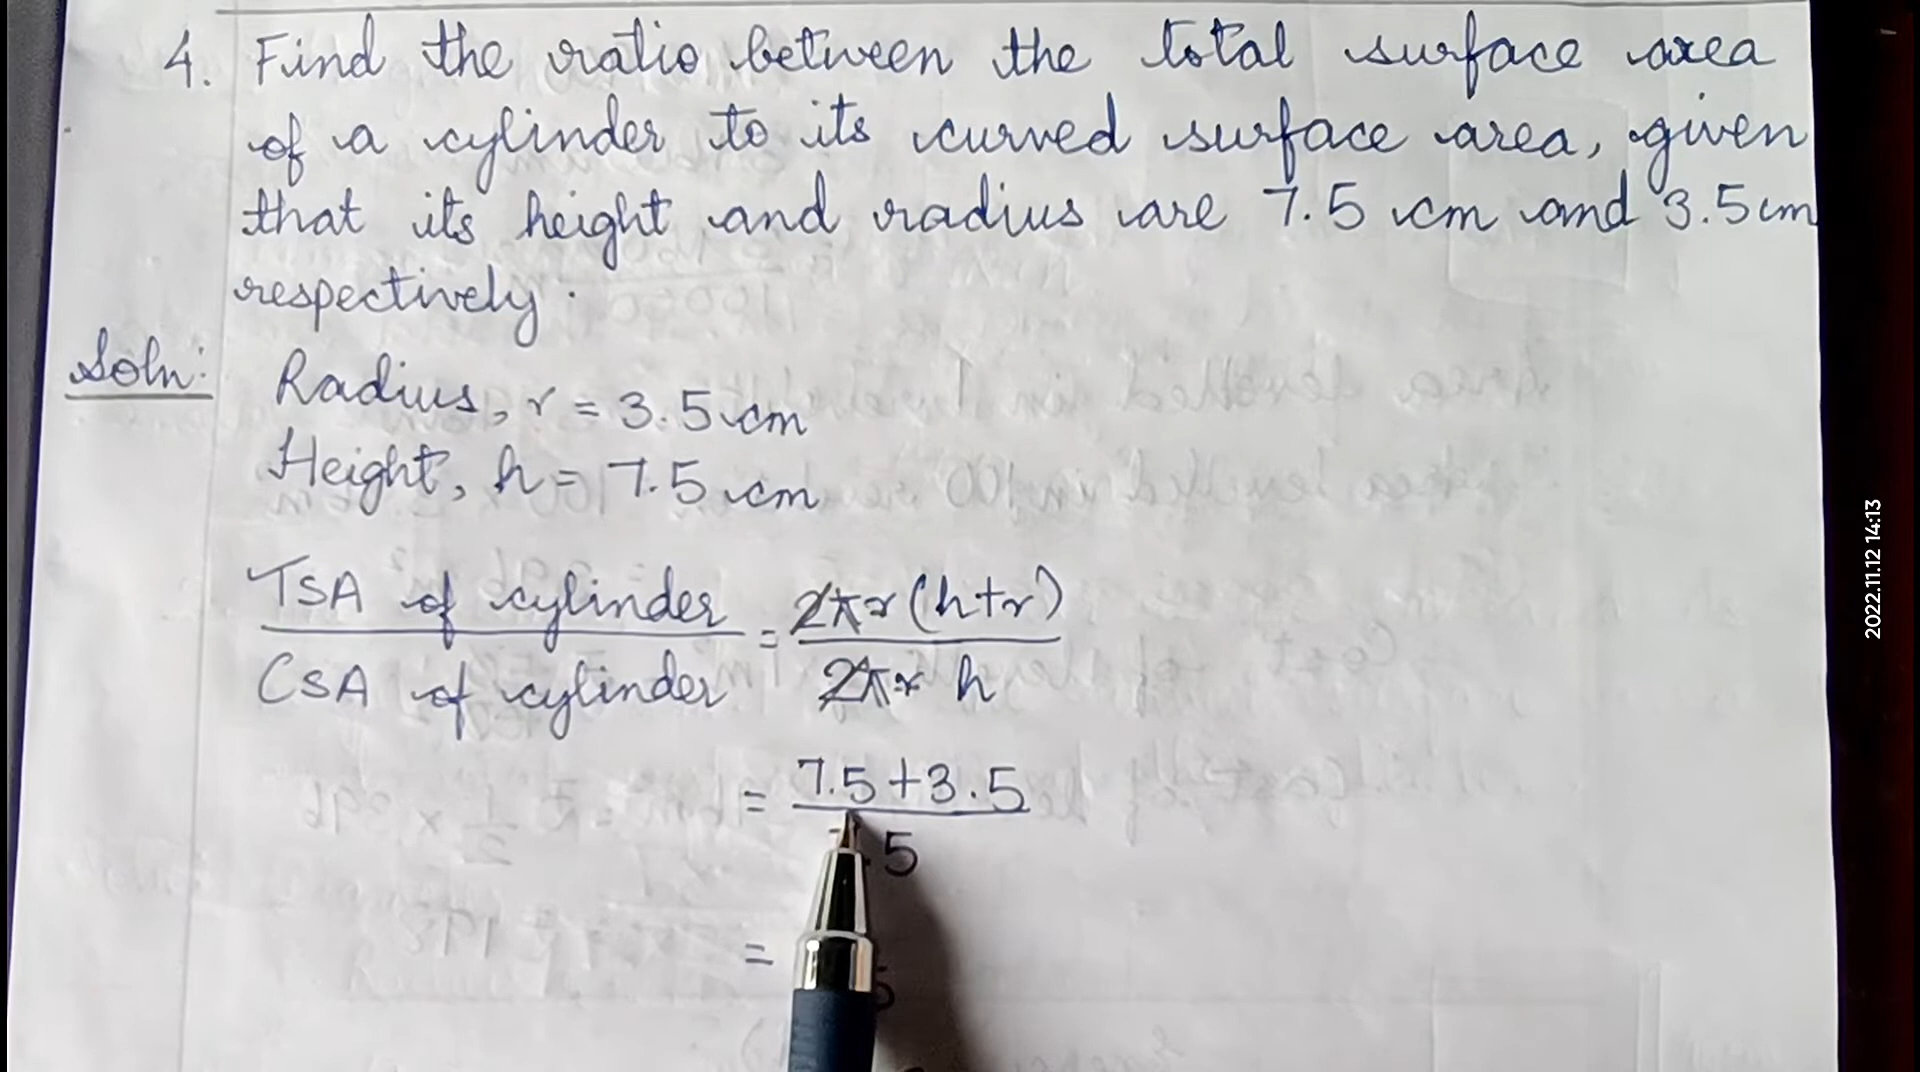 4. Find the ratio between the total surface area
of a cylinder to its curved surface area, given
that its height and radius are 7.5 cm and 3.5 cm
respectively.
Soln:
Radius, r = 3.5 cm
Height, h = 7.5 cm
TSA of cylinder / CSA of cylinder = 2πr (h+r) / 2πr h
= 7.5+3.5 / .5
=
2022.11.12 14:13